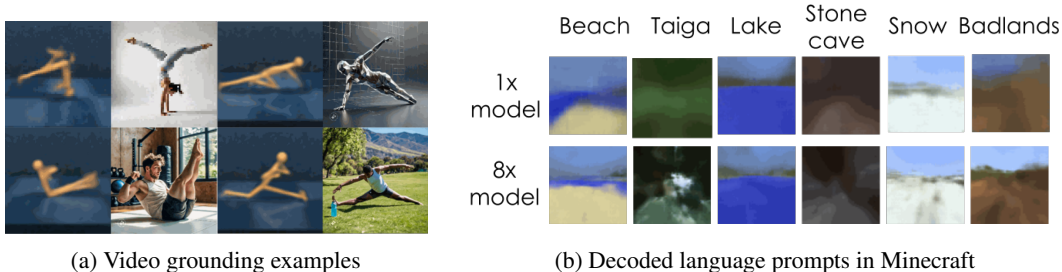 Beach Taiga Lake Stone cave Snow Badlands
1x model
8x model
(a) Video grounding examples
(b) Decoded language prompts in Minecraft